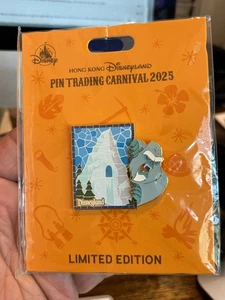 Disney
HONG KONG Disneyland
PIN TRADING CARNIVAL 2025
Disneyland
LIMITED EDITION